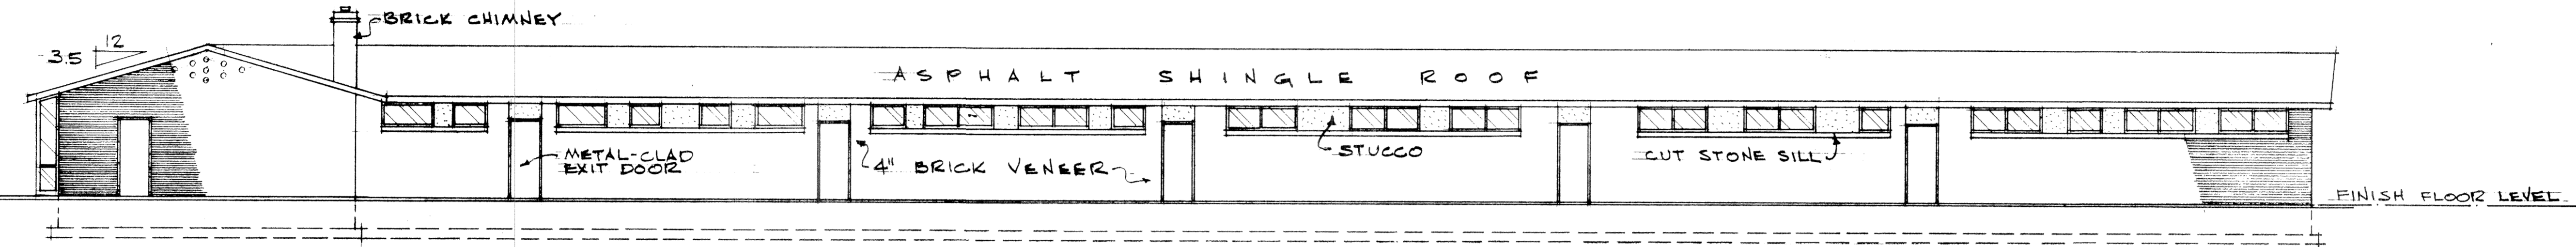 BRICK CHIMNEY
12
3.5
ASPHALT SHINGLE ROOF
METAL-CLAD
EXIT DOOR
4" BRICK VENEER
STUCCO
CUT STONE SILL
FINISH FLOOR LEVEL